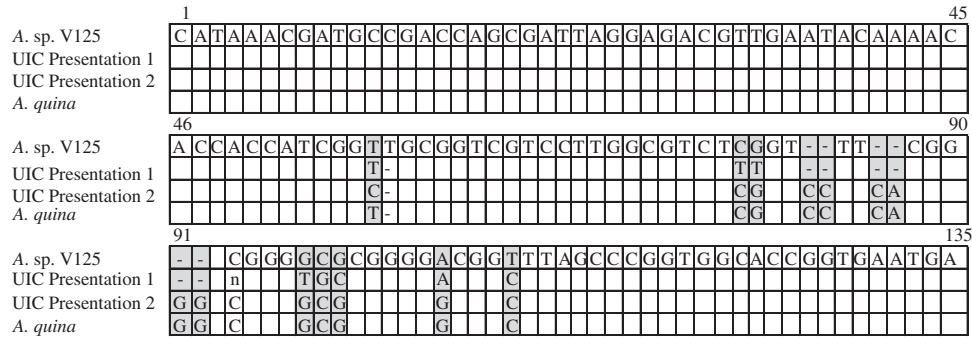 1 45
A. sp. V125 C A T A A A C G A T G C C G A C C A G C G A T T A G G A G A C G T T G A A T A C A A A A C
UIC Presentation 1
UIC Presentation 2
A. quina
46 90
A. sp. V125 A C C A C C A T C G G T T G C G G T C G T C C T T G G C G T C T C G G T - - T T - - C G G
UIC Presentation 1 T - T T - - - -
UIC Presentation 2 C - C G C C C A
A. quina T - C G C C C A
91 135
A. sp. V125 - - C G G G G C G C G G G G A C G G T T T A G C C C G G T G G C A C C G G T G A A T G A
UIC Presentation 1 - - n T G C A C
UIC Presentation 2 G G C G C G G C
A. quina G G C G C G G C